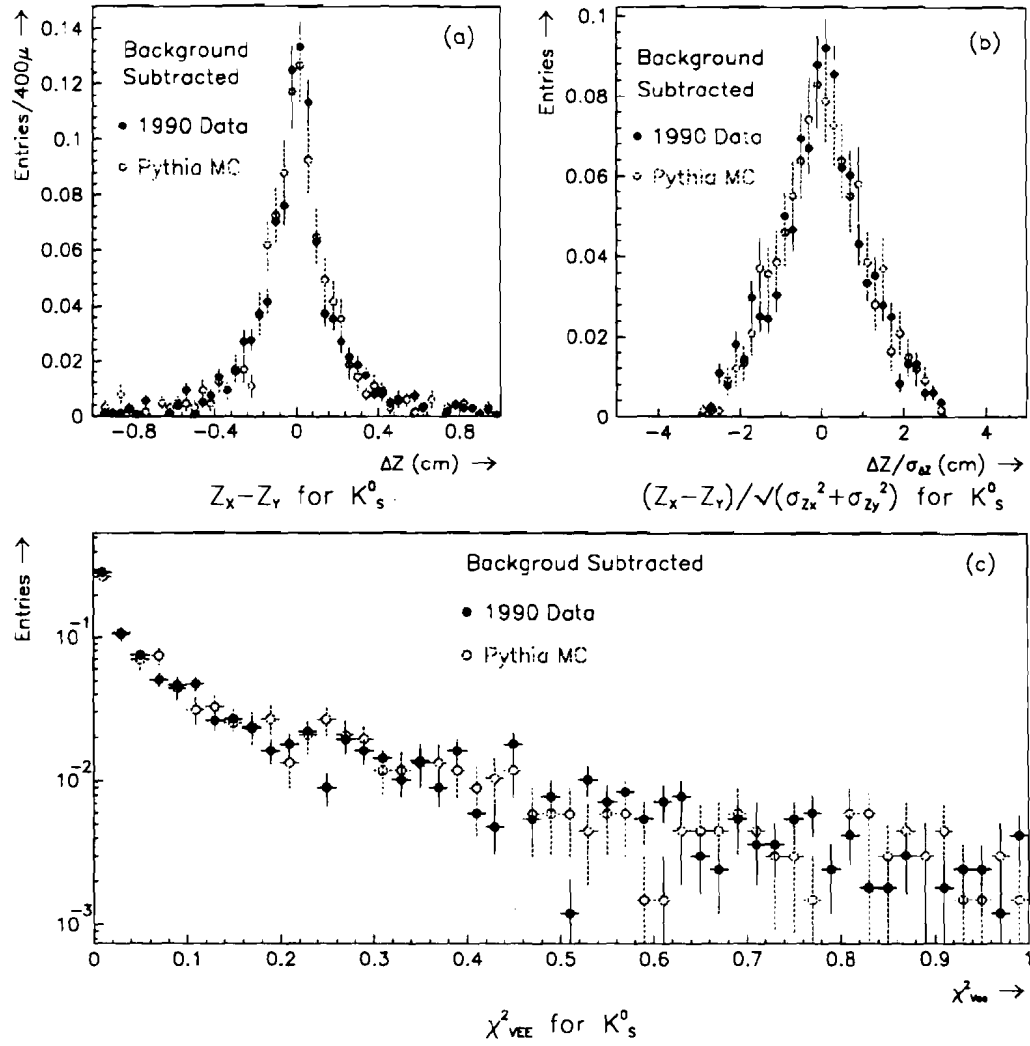 Entries/400μ →
0.14
0.12
0.1
0.08
0.06
0.04
0.02
0
(a)
Background
Subtracted
● 1990 Data
○ Pythia MC
-0.8
-0.4
0
0.4
0.8
ΔZ (cm) →
Z_X-Z_Y for K⁰_S
Entries →
0.1
0.08
0.06
0.04
0.02
0
(b)
Background
Subtracted
● 1990 Data
○ Pythia MC
-4
-2
0
2
4
ΔZ/σ_ΔZ (cm) →
(Z_X-Z_Y)/√(σ_Zx²+σ_Zy²) for K⁰_S
Entries →
10⁻¹
10⁻²
10⁻³
(c)
Backgroud Subtracted
● 1990 Data
○ Pythia MC
0
0.1
0.2
0.3
0.4
0.5
0.6
0.7
0.8
0.9
1
χ²_Vee →
χ²_VEE for K⁰_S